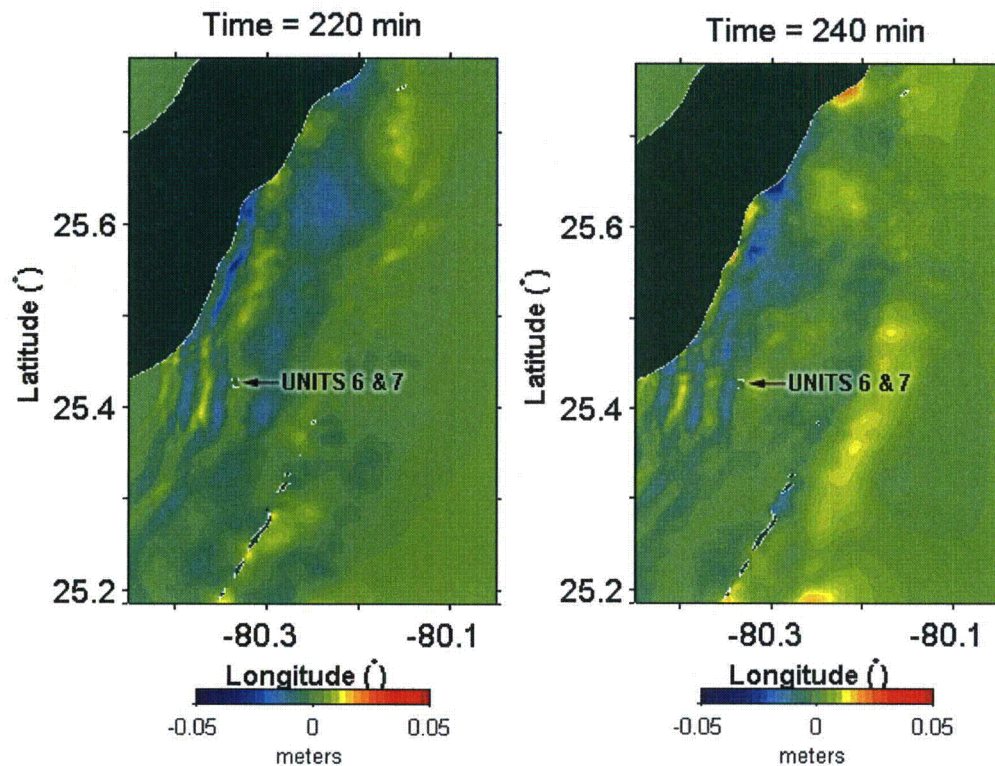 Time = 220 min
25.6
25.4
25.2
Latitude (°)
UNITS 6 & 7
-80.3
-80.1
Longitude (°)
-0.05
0
0.05
meters
Time = 240 min
25.6
25.4
25.2
Latitude (°)
UNITS 6 & 7
-80.3
-80.1
Longitude (°)
-0.05
0
0.05
meters